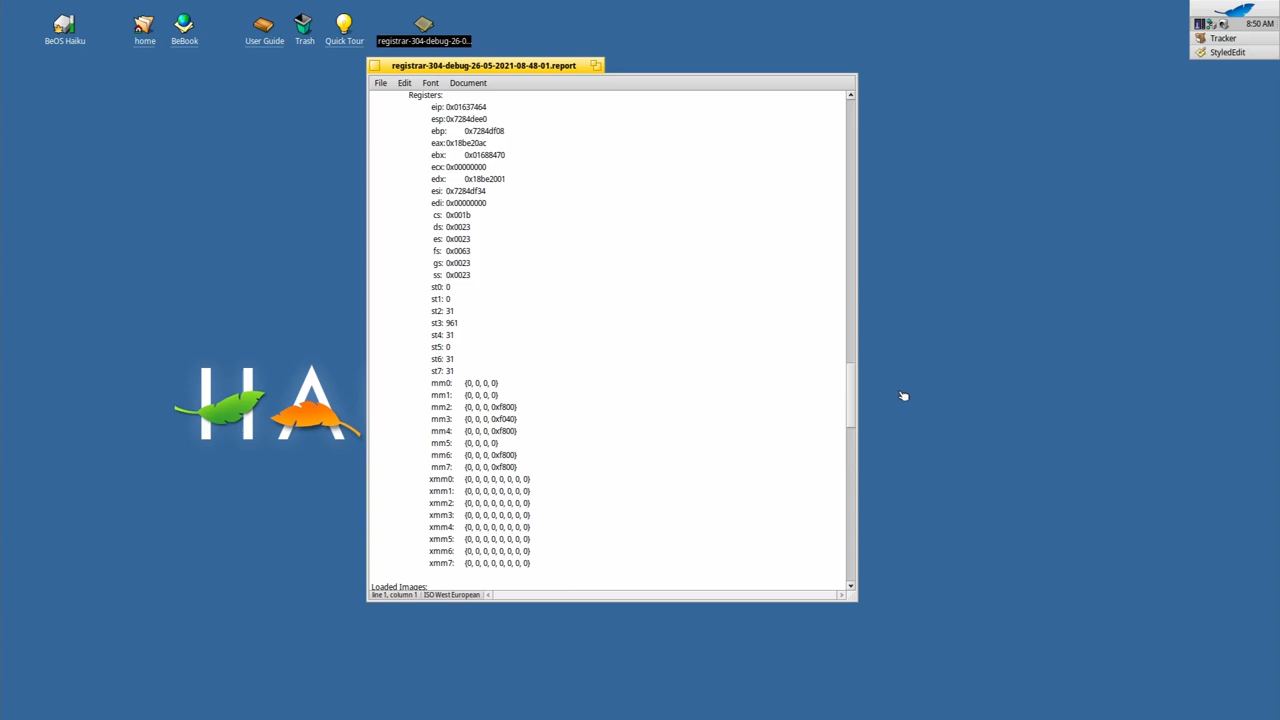 BeOS Haiku
home
BeBook
User Guide
Trash
Quick Tour
registrar-304-debug-26-0...
8:50 AM
Tracker
StyledEdit
registrar-304-debug-26-05-2021-08-48-01.report
File Edit Font Document
Registers:
eip: 0x01637464
esp: 0x7284dee0
ebp: 0x7284df08
eax: 0x18be20ac
ebx: 0x01688470
ecx: 0x00000000
edx: 0x18be2001
esi: 0x7284df34
edi: 0x00000000
cs: 0x001b
ds: 0x0023
es: 0x0023
fs: 0x0063
gs: 0x0023
ss: 0x0023
st0: 0
st1: 0
st2: 31
st3: 961
st4: 31
st5: 0
st6: 31
st7: 31
mm0: {0, 0, 0, 0}
mm1: {0, 0, 0, 0}
mm2: {0, 0, 0, 0xf800}
mm3: {0, 0, 0, 0xf040}
mm4: {0, 0, 0, 0xf800}
mm5: {0, 0, 0, 0}
mm6: {0, 0, 0, 0xf800}
mm7: {0, 0, 0, 0xf800}
xmm0: {0, 0, 0, 0, 0, 0, 0, 0}
xmm1: {0, 0, 0, 0, 0, 0, 0, 0}
xmm2: {0, 0, 0, 0, 0, 0, 0, 0}
xmm3: {0, 0, 0, 0, 0, 0, 0, 0}
xmm4: {0, 0, 0, 0, 0, 0, 0, 0}
xmm5: {0, 0, 0, 0, 0, 0, 0, 0}
xmm6: {0, 0, 0, 0, 0, 0, 0, 0}
xmm7: {0, 0, 0, 0, 0, 0, 0, 0}
Loaded Images:
line 1, column 1 ISO West European
HA